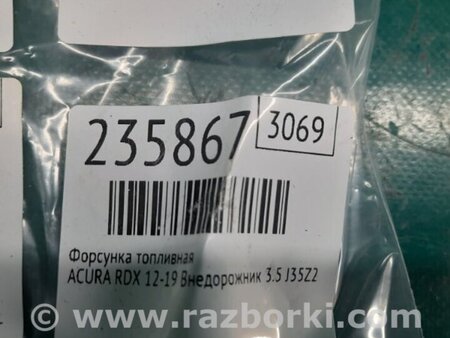 235867 3069
Форсунка топливная
ACURA RDX 12-19 Внедорожник 3.5 J35Z2
www.razborki.com